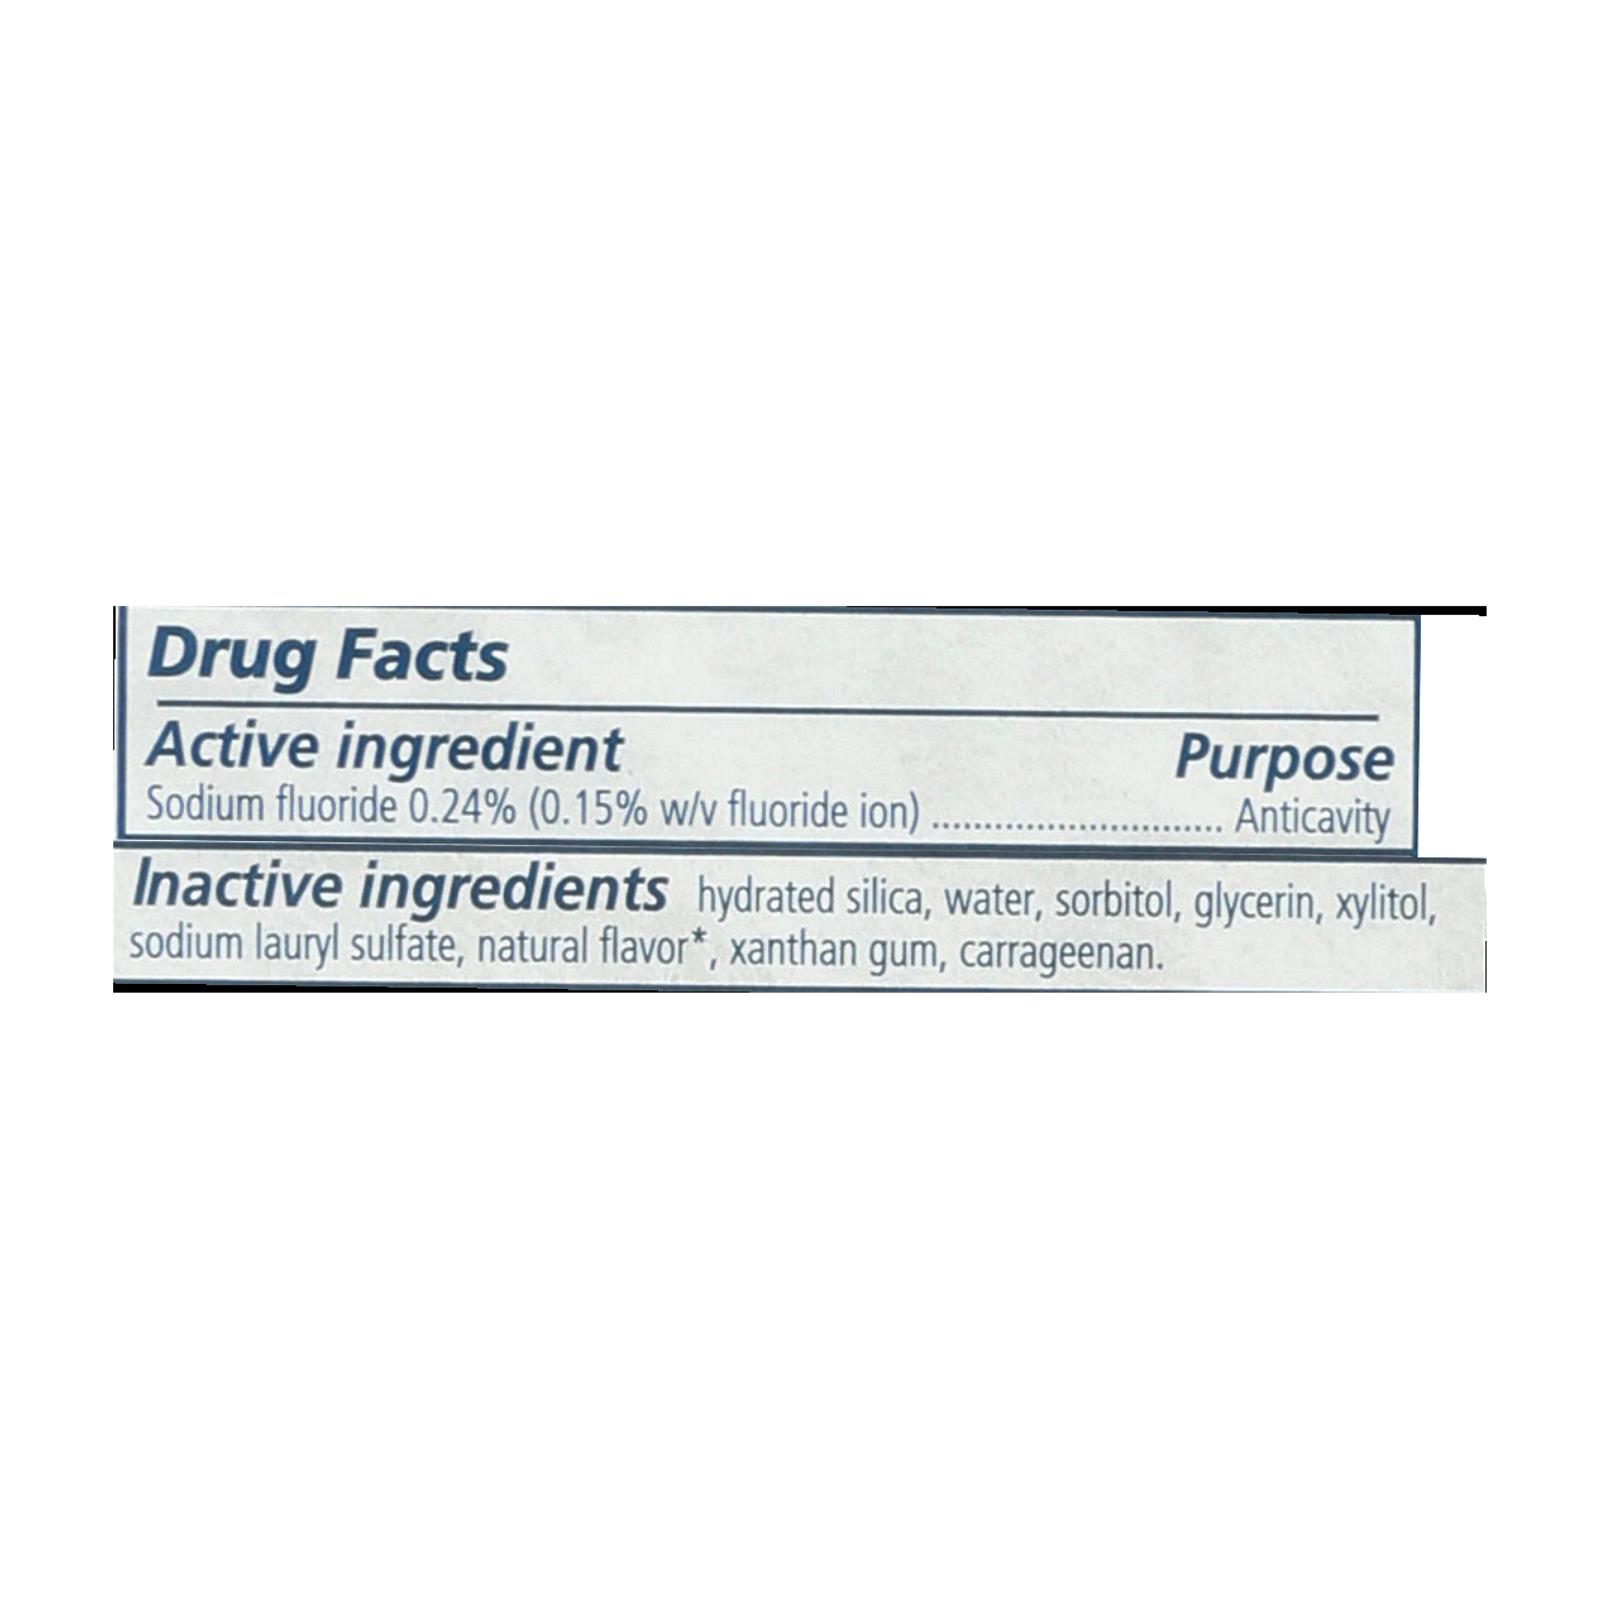 Drug Facts
Active ingredient Purpose
Sodium fluoride 0.24% (0.15% w/v fluoride ion) ............................ Anticavity
Inactive ingredients hydrated silica, water, sorbitol, glycerin, xylitol,
sodium lauryl sulfate, natural flavor*, xanthan gum, carrageenan.